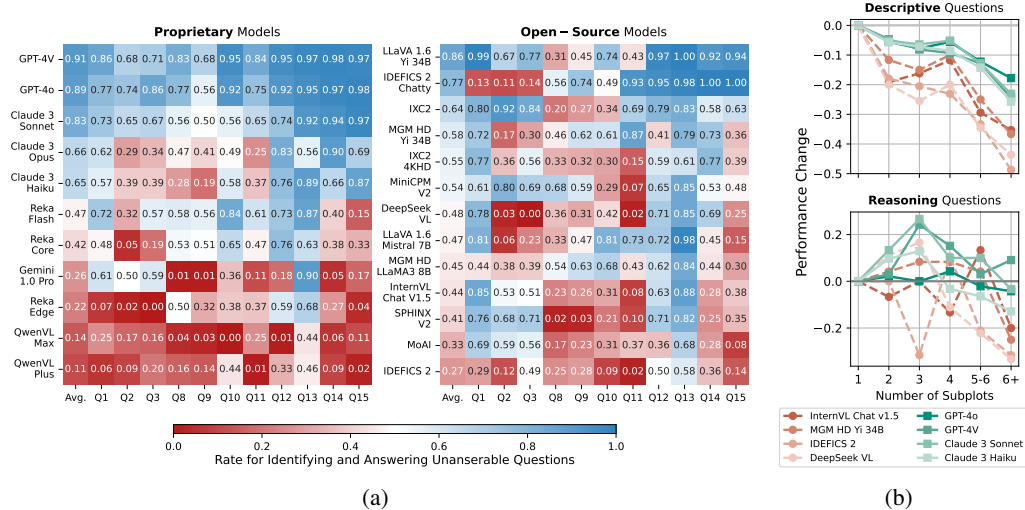 Proprietary Models
GPT-4V 0.91 0.86 0.68 0.71 0.83 0.68 0.95 0.84 0.95 0.97 0.98 0.97
GPT-4o 0.89 0.77 0.74 0.86 0.77 0.56 0.92 0.75 0.92 0.95 0.97 0.98
Claude 3
Sonnet 0.83 0.73 0.65 0.67 0.56 0.50 0.56 0.65 0.72 0.92 0.94 0.97
Claude 3
Opus 0.66 0.62 0.29 0.34 0.47 0.41 0.49 0.25 0.83 0.56 0.90 0.69
Claude 3
Haiku 0.65 0.57 0.39 0.39 0.28 0.19 0.58 0.37 0.76 0.89 0.66 0.87
Reka
Flash 0.47 0.72 0.32 0.57 0.58 0.56 0.84 0.61 0.73 0.87 0.40 0.15
Reka
Core 0.42 0.48 0.05 0.19 0.53 0.51 0.65 0.47 0.76 0.63 0.38 0.33
Gemini
1.0 Pro 0.26 0.61 0.50 0.59 0.01 0.01 0.36 0.11 0.18 0.90 0.05 0.17
Reka
Edge 0.22 0.07 0.02 0.00 0.50 0.32 0.38 0.37 0.59 0.68 0.27 0.04
QwenVL
Max 0.14 0.25 0.17 0.16 0.04 0.03 0.00 0.25 0.01 0.44 0.06 0.11
QwenVL
Plus 0.11 0.06 0.09 0.20 0.16 0.14 0.44 0.01 0.33 0.46 0.09 0.02
Avg. Q1 Q2 Q3 Q8 Q9 Q10 Q11 Q12 Q13 Q14 Q15
Open−Source Models
LLaVA 1.6
Yi 34B 0.86 0.99 0.67 0.77 0.31 0.45 0.74 0.43 0.97 1.00 0.92 0.94
IDEFICS 2
Chatty 0.77 0.13 0.11 0.14 0.56 0.74 0.49 0.93 0.96 0.98 1.00 1.00
IXC2 0.64 0.80 0.92 0.84 0.20 0.27 0.34 0.69 0.79 0.83 0.58 0.63
MGM HD
Yi 34B 0.58 0.72 0.17 0.30 0.46 0.62 0.61 0.87 0.41 0.79 0.73 0.36
IXC2
4KHD 0.55 0.77 0.36 0.56 0.33 0.32 0.30 0.15 0.59 0.61 0.77 0.39
MiniCPM
V2 0.54 0.61 0.80 0.69 0.68 0.59 0.29 0.07 0.65 0.85 0.53 0.48
DeepSeek
VL 0.48 0.78 0.03 0.00 0.36 0.31 0.42 0.02 0.71 0.85 0.69 0.25
LLaVA 1.6
Mistral 7B 0.47 0.81 0.06 0.23 0.33 0.47 0.81 0.73 0.72 0.98 0.45 0.15
MGM HD
LLaMA3 8B 0.45 0.44 0.38 0.39 0.54 0.63 0.68 0.43 0.62 0.84 0.44 0.30
InternVL
Chat V1.5 0.44 0.85 0.53 0.51 0.23 0.26 0.31 0.08 0.63 0.88 0.28 0.38
SPHINX
V2 0.41 0.76 0.68 0.71 0.02 0.03 0.21 0.10 0.71 0.82 0.25 0.35
MoAI 0.33 0.69 0.59 0.56 0.17 0.23 0.31 0.37 0.36 0.68 0.22 0.08
IDEFICS 2 0.27 0.29 0.12 0.49 0.25 0.28 0.09 0.02 0.50 0.58 0.36 0.14
Avg. Q1 Q2 Q3 Q8 Q9 Q10 Q11 Q12 Q13 Q14 Q15
0.0 0.2 0.4 0.6 0.8 1.0
Rate for Identifying and Answering Unanserable Questions
(a)
Descriptive Questions
0.0
−0.1
−0.2
−0.3
−0.4
−0.5
Performance Change
Reasoning Questions
0.2
0.0
−0.2
1 2 3 4 5-6 6+
Number of Subplots
InternVL Chat v1.5
MGM HD Yi 34B
IDEFICS 2
DeepSeek VL
GPT-4o
GPT-4V
Claude 3 Sonnet
Claude 3 Haiku
(b)